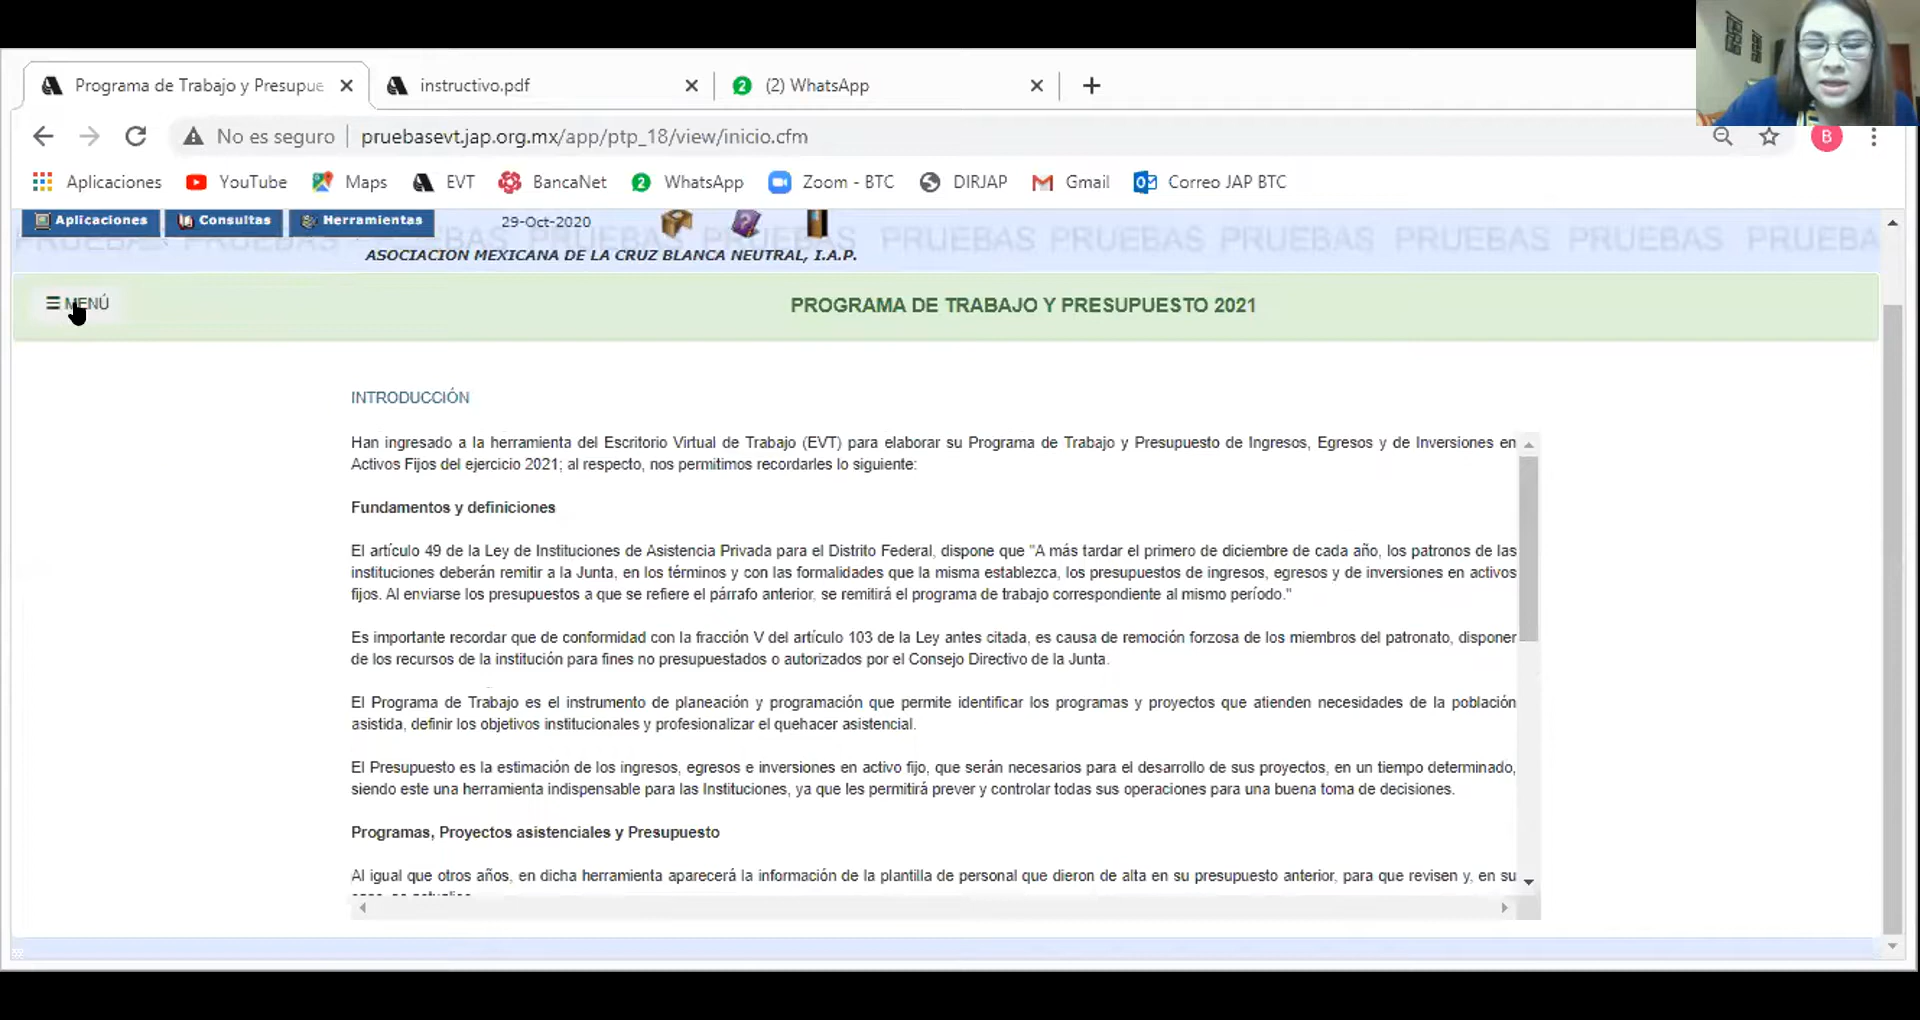 Programa de Trabajo y Presupue
instructivo.pdf
2 (2) WhatsApp
No es seguro pruebasevt.jap.org.mx/app/ptp_18/view/inicio.cfm
B
Aplicaciones YouTube Maps EVT BancaNet 2 WhatsApp Zoom - BTC DIRJAP Gmail Correo JAP BTC
Aplicaciones Consultas Herramientas 29-Oct-2020
PRUEBAS PRUEBAS PRUEBAS PRUEBAS PRUEBAS PRUEBA
ASOCIACION MEXICANA DE LA CRUZ BLANCA NEUTRAL, I.A.P.
MENÚ
PROGRAMA DE TRABAJO Y PRESUPUESTO 2021
INTRODUCCIÓN
Han ingresado a la herramienta del Escritorio Virtual de Trabajo (EVT) para elaborar su Programa de Trabajo y Presupuesto de Ingresos, Egresos y de Inversiones en
Activos Fijos del ejercicio 2021; al respecto, nos permitimos recordarles lo siguiente:
Fundamentos y definiciones
El artículo 49 de la Ley de Instituciones de Asistencia Privada para el Distrito Federal, dispone que "A más tardar el primero de diciembre de cada año, los patronos de las
instituciones deberán remitir a la Junta, en los términos y con las formalidades que la misma establezca, los presupuestos de ingresos, egresos y de inversiones en activos
fijos. Al enviarse los presupuestos a que se refiere el párrafo anterior, se remitirá el programa de trabajo correspondiente al mismo período."
Es importante recordar que de conformidad con la fracción V del artículo 103 de la Ley antes citada, es causa de remoción forzosa de los miembros del patronato, disponer
de los recursos de la institución para fines no presupuestados o autorizados por el Consejo Directivo de la Junta.
El Programa de Trabajo es el instrumento de planeación y programación que permite identificar los programas y proyectos que atienden necesidades de la población
asistida, definir los objetivos institucionales y profesionalizar el quehacer asistencial.
El Presupuesto es la estimación de los ingresos, egresos e inversiones en activo fijo, que serán necesarios para el desarrollo de sus proyectos, en un tiempo determinado,
siendo este una herramienta indispensable para las Instituciones, ya que les permitirá prever y controlar todas sus operaciones para una buena toma de decisiones.
Programas, Proyectos asistenciales y Presupuesto
Al igual que otros años, en dicha herramienta aparecerá la información de la plantilla de personal que dieron de alta en su presupuesto anterior, para que revisen y, en su